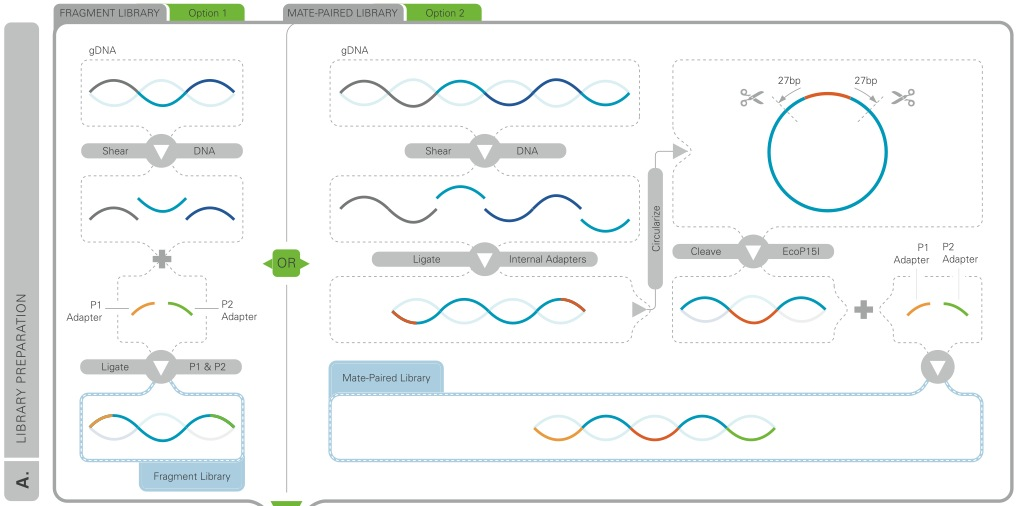 FRAGMENT LIBRARY Option 1
MATE-PAIRED LIBRARY Option 2
LIBRARY PREPARATION
A.
gDNA
Shear DNA
P1
Adapter
P2
Adapter
Ligate P1 & P2
Fragment Library
OR
gDNA
Shear DNA
Ligate Internal Adapters
Circularize
27bp 27bp
Cleave EcoP15I
P1
Adapter
P2
Adapter
Mate-Paired Library